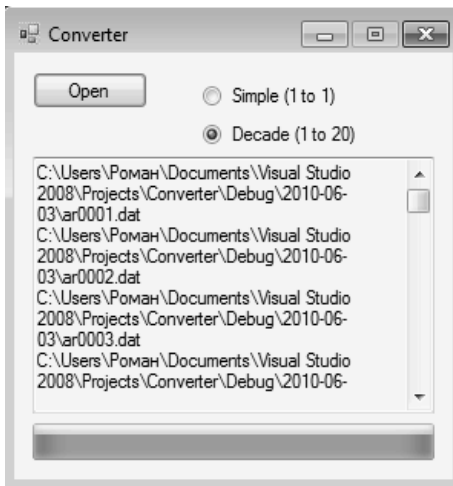 Converter
Open
Simple (1 to 1)
Decade (1 to 20)
C:\Users\Роман\Documents\Visual Studio
2008\Projects\Converter\Debug\2010-06-
03\ar0001.dat
C:\Users\Роман\Documents\Visual Studio
2008\Projects\Converter\Debug\2010-06-
03\ar0002.dat
C:\Users\Роман\Documents\Visual Studio
2008\Projects\Converter\Debug\2010-06-
03\ar0003.dat
C:\Users\Роман\Documents\Visual Studio
2008\Projects\Converter\Debug\2010-06-